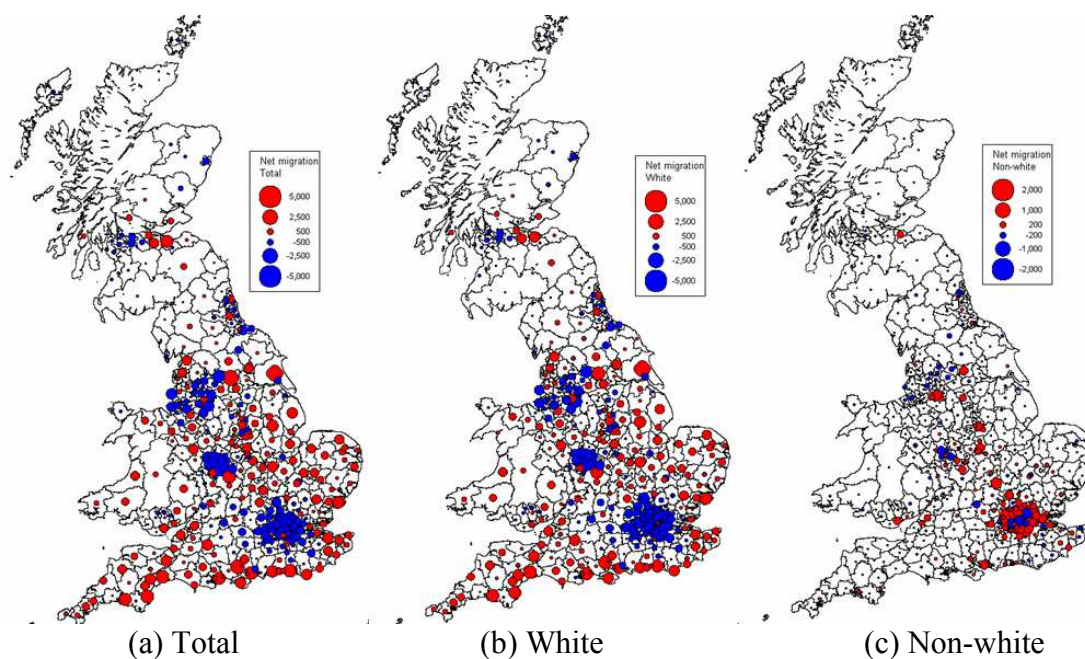 Net migration
Total
5,000
2,500
500
-500
-2,500
-5,000
Net migration
White
5,000
2,500
500
-500
-2,500
-5,000
Net migration
Non-white
2,000
1,000
200
-200
-1,000
-2,000
(a) Total
(b) White
(c) Non-white